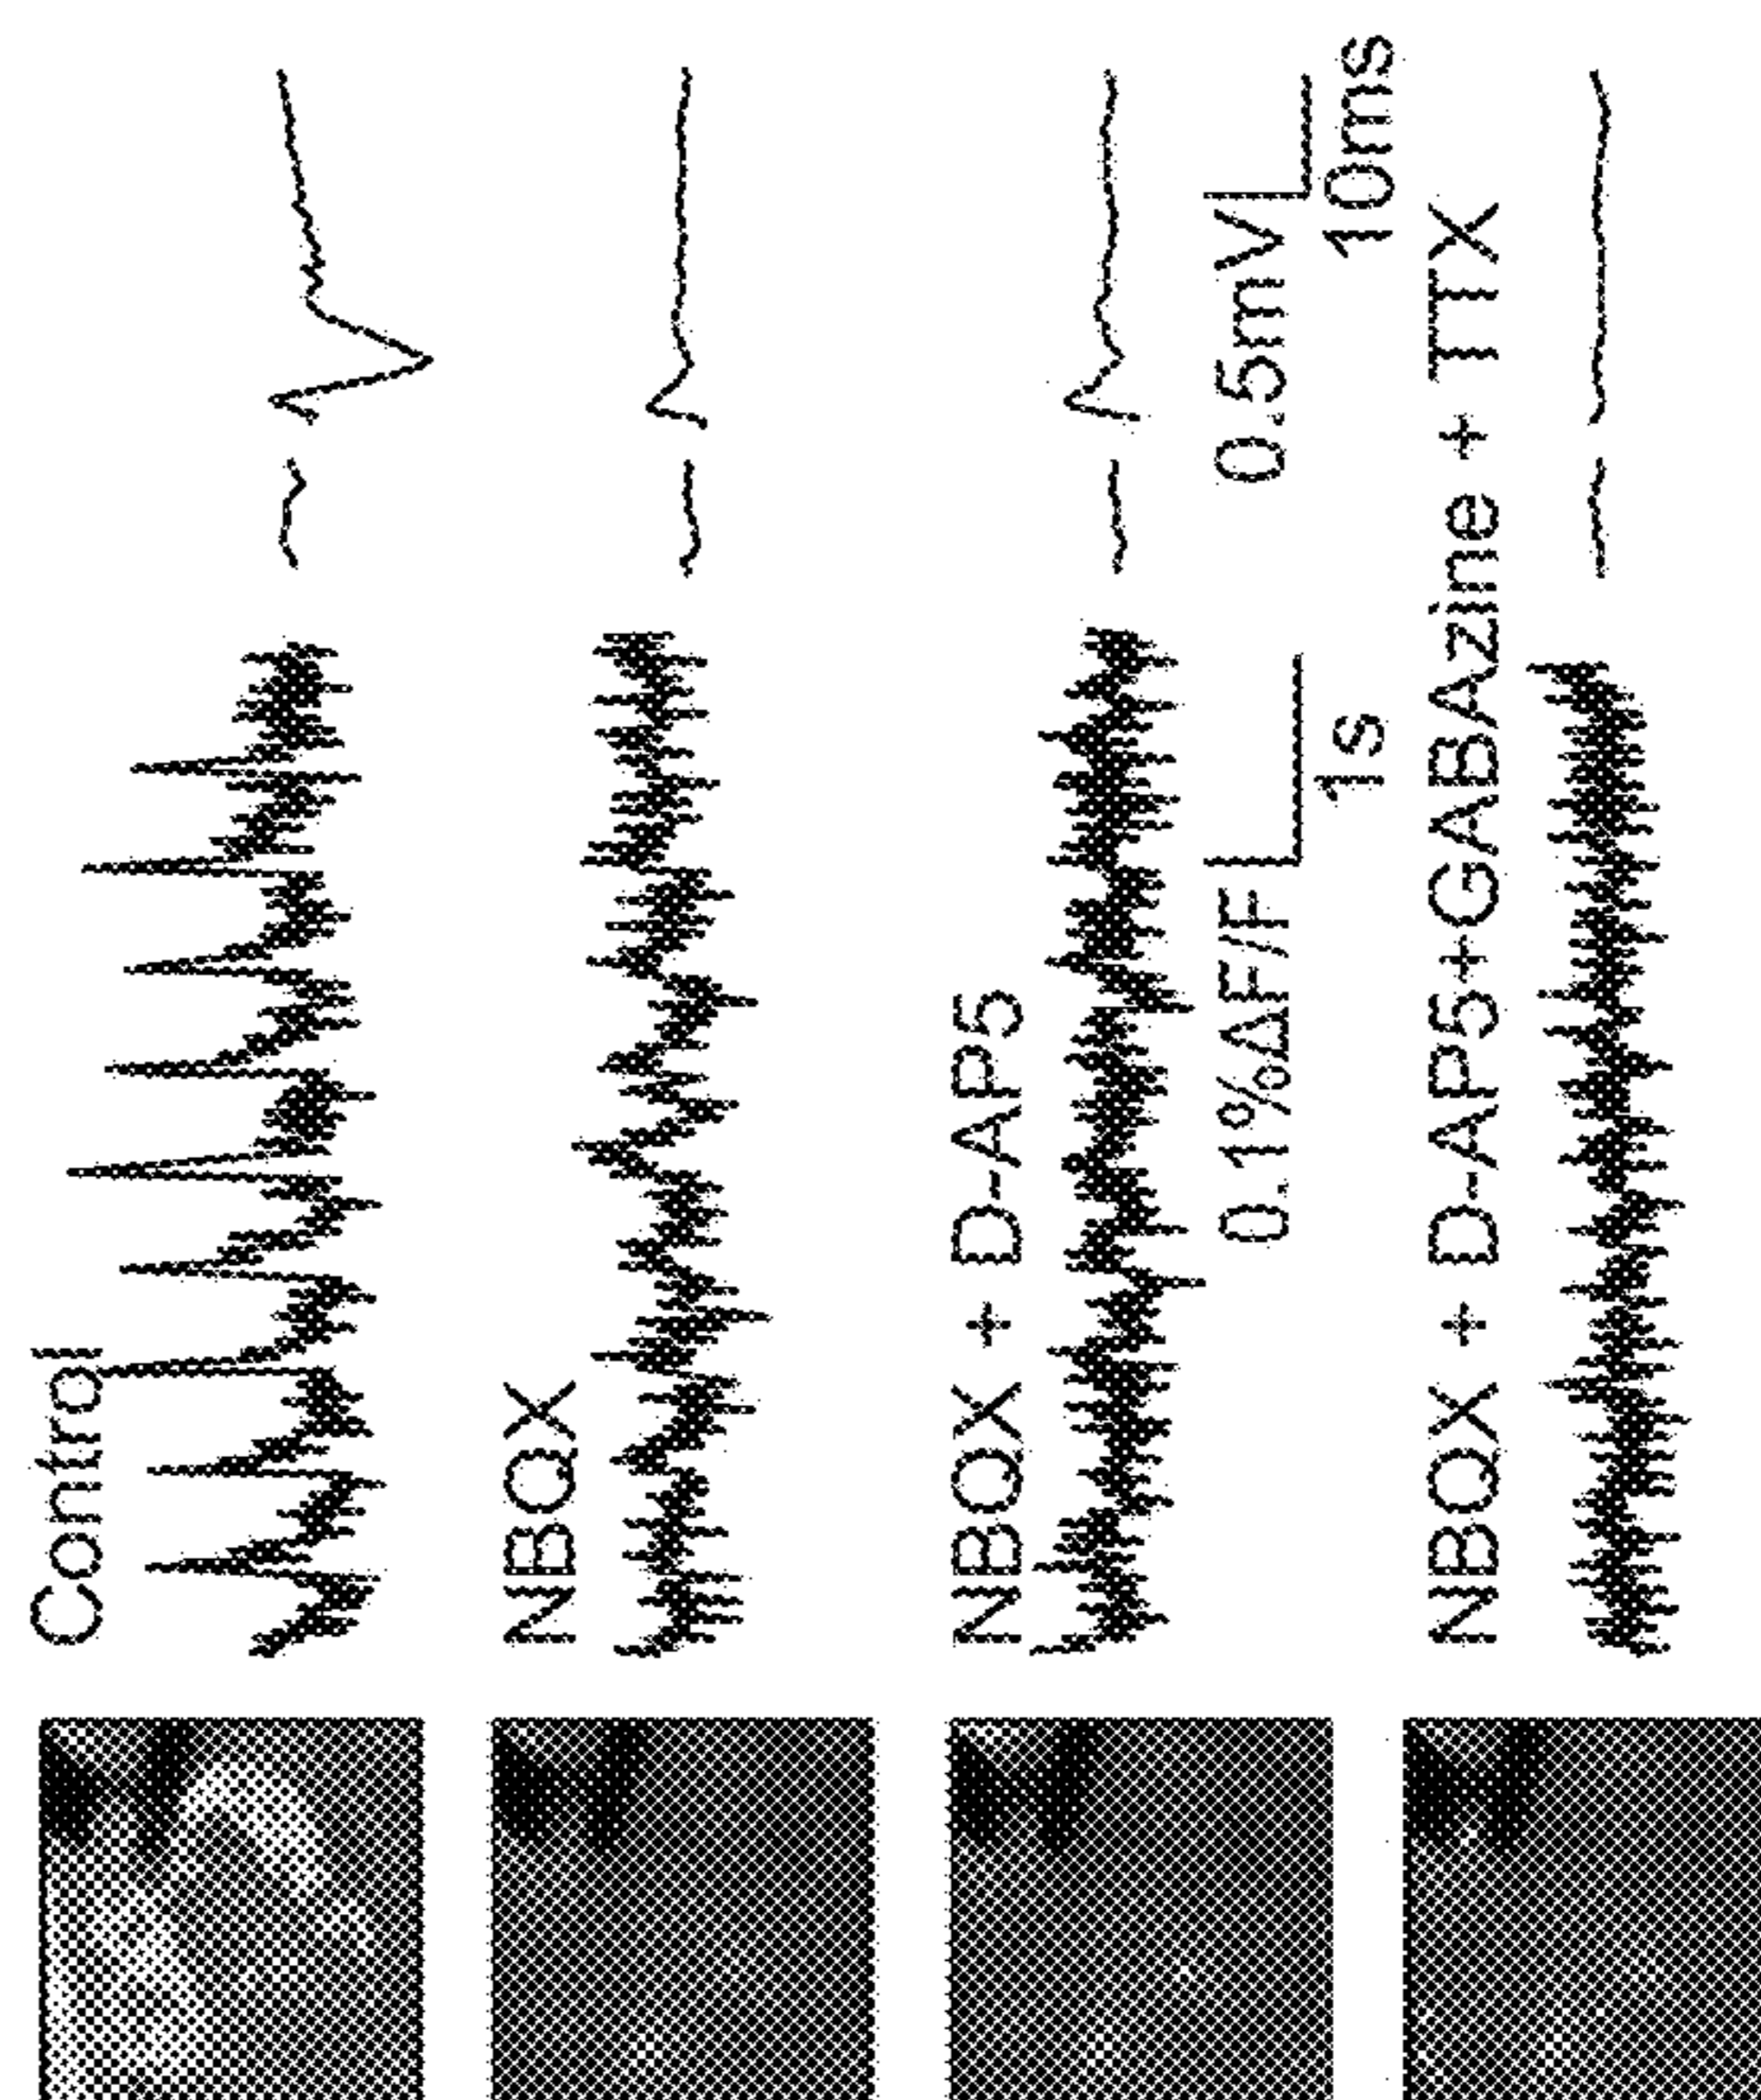 Control
NBQX
NBQX + D-AP5
0.1%ΔF/F
1s
0.5mV
10ms
NBQX + D-AP5+GABAzine + TTX